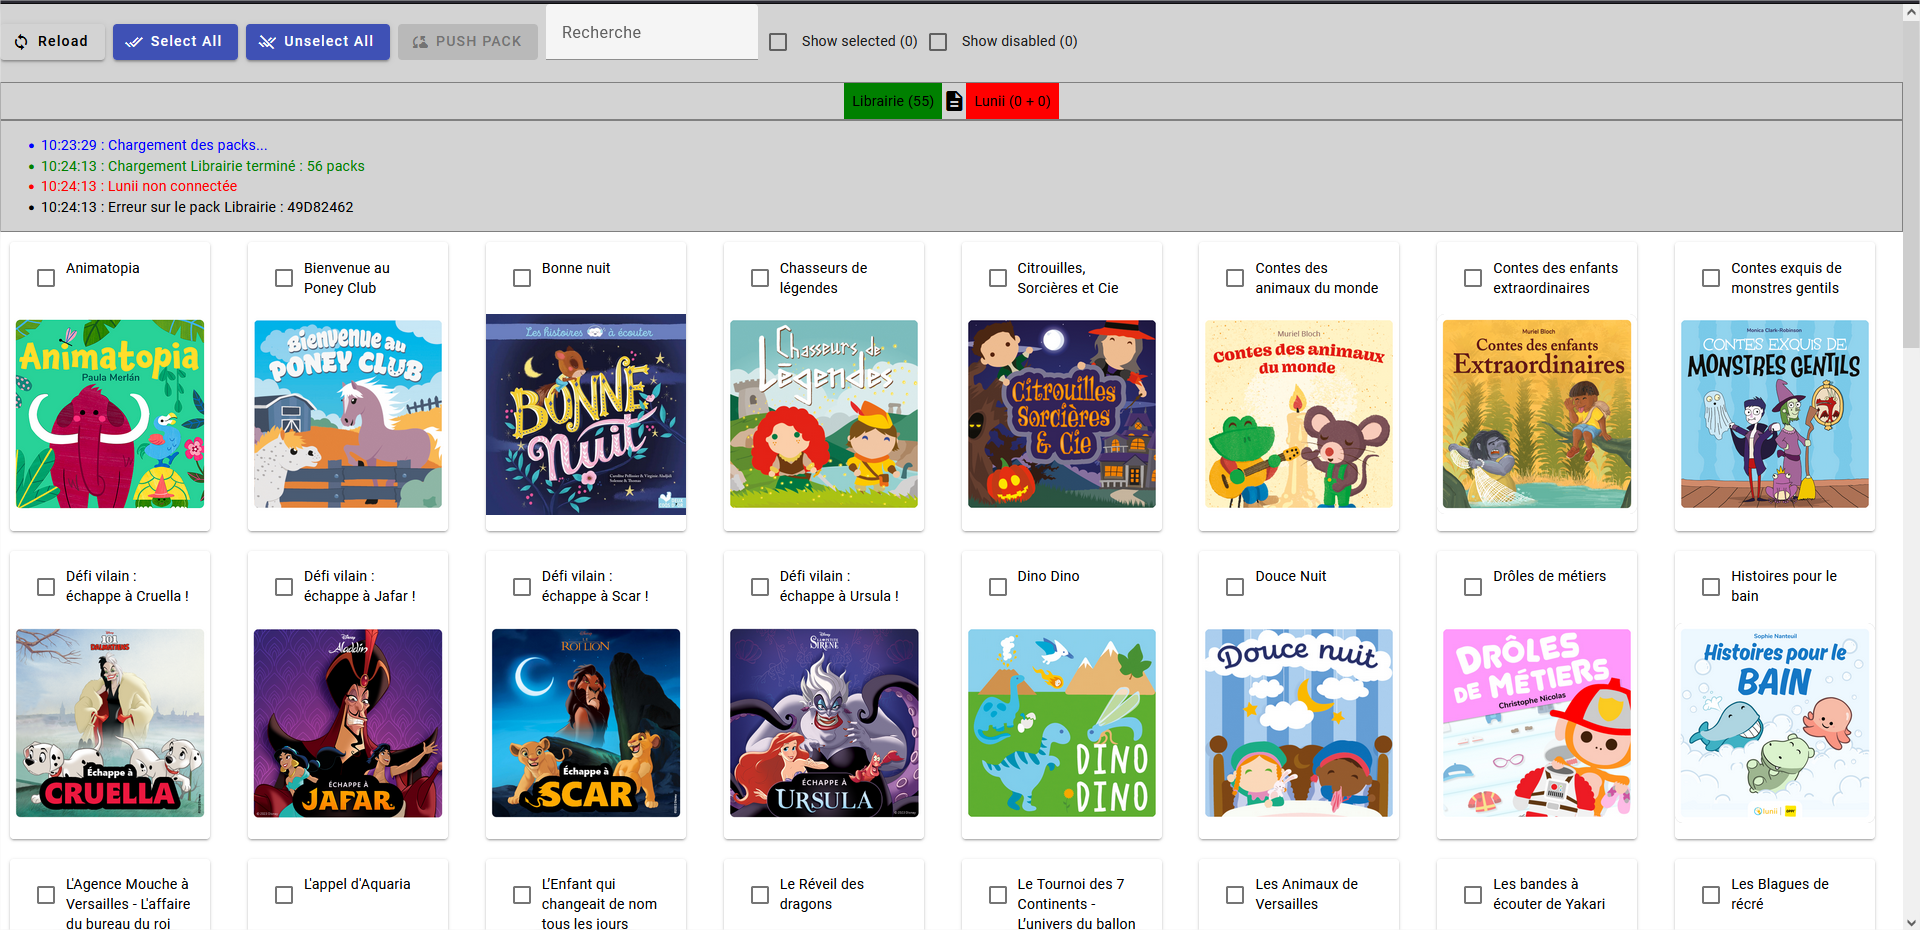 Reload
Select All
Unselect All
PUSH PACK
Recherche
Show selected (0)
Show disabled (0)
Librairie (55)
Lunii (0 + 0)
10:23:29 : Chargement des packs...
10:24:13 : Chargement Librairie terminé : 56 packs
10:24:13 : Lunii non connectée
10:24:13 : Erreur sur le pack Librairie : 49D82462
Animatopia
Animatopia
Paula Merlán
Bienvenue au
Poney Club
Bienvenue au
PONEY CLUB
Bonne nuit
Les histoires à écouter
BONNE
Nuit
Chasseurs de
légendes
Chasseurs de
Légendes
Citrouilles,
Sorcières et Cie
Citrouilles
Sorcières
& Cie
Contes des
animaux du monde
Muriel Bloch
Contes des animaux
du monde
Contes des enfants
extraordinaires
Muriel Bloch
Contes des enfants
Extraordinaires
Contes exquis de
monstres gentils
Monica Clark-Robinson
CONTES EXQUIS DE
MONSTRES GENTILS
Défi vilain :
échappe à Cruella !
101
DALMATIENS
Échappe à
CRUELLA
Défi vilain :
échappe à Jafar !
Disney
Aladdin
ÉCHAPPE À
JAFAR
Défi vilain :
échappe à Scar !
Disney
LE
ROI LION
Échappe à
SCAR
Défi vilain :
échappe à Ursula !
Disney
LA PETITE
SIRÈNE
ÉCHAPPE À
URSULA
Dino Dino
DINO
DINO
Douce Nuit
Douce nuit
Drôles de métiers
DRÔLES
DE MÉTIERS
Christophe Nicolas
Histoires pour le
bain
Sophie Nanteuil
Histoires pour le
BAIN
lunii
L'Agence Mouche à
Versailles - L'affaire
du bureau du roi
L'appel d'Aquaria
L’Enfant qui
changeait de nom
tous les jours
Le Réveil des
dragons
Le Tournoi des 7
Continents -
L’univers du ballon
Les Animaux de
Versailles
Les bandes à
écouter de Yakari
Les Blagues de
récré